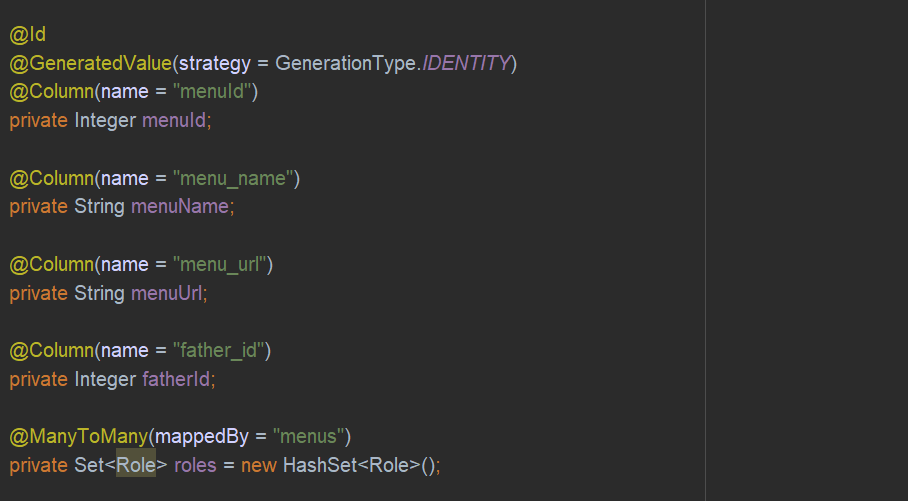 @Id
@GeneratedValue(strategy = GenerationType.IDENTITY)
@Column(name = "menuId")
private Integer menuId;
@Column(name = "menu_name")
private String menuName;
@Column(name = "menu_url")
private String menuUrl;
@Column(name = "father_id")
private Integer fatherId;
@ManyToMany(mappedBy = "menus")
private Set<Role> roles = new HashSet<Role>();